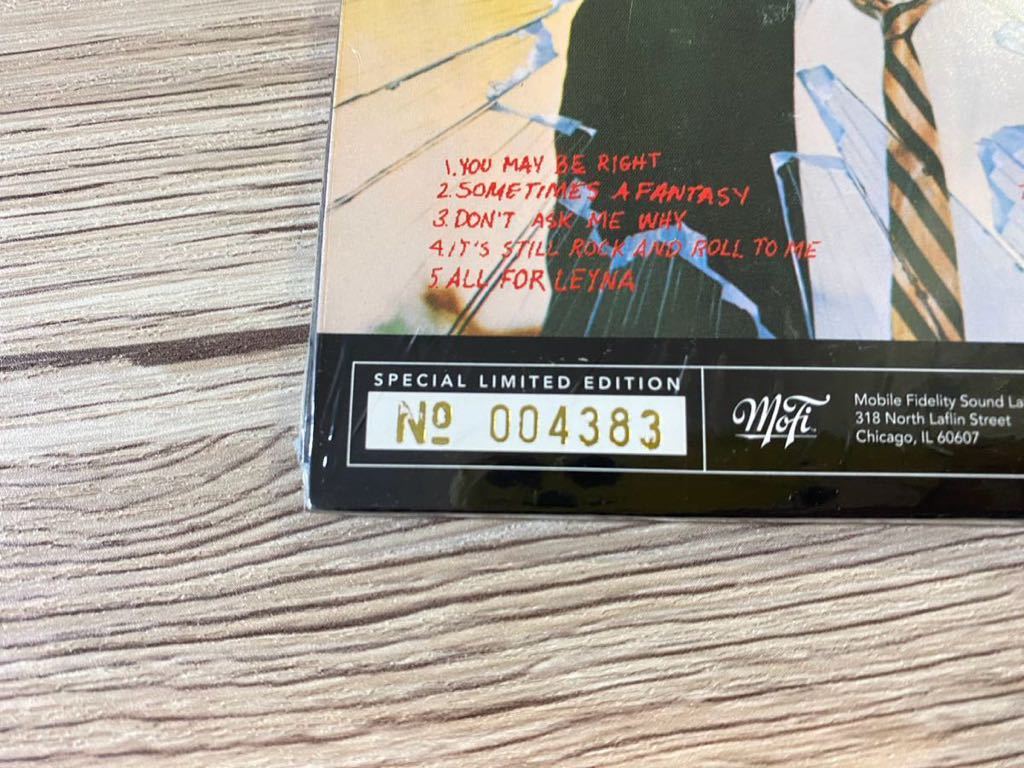 1. YOU MAY BE RIGHT
2. SOMETIMES A FANTASY
3. DON'T ASK ME WHY
4. IT'S STILL ROCK AND ROLL TO ME
5. ALL FOR LEYNA
SPECIAL LIMITED EDITION
Nº 004383
MoFi
Mobile Fidelity Sound La
318 North Laflin Street
Chicago, IL 60607